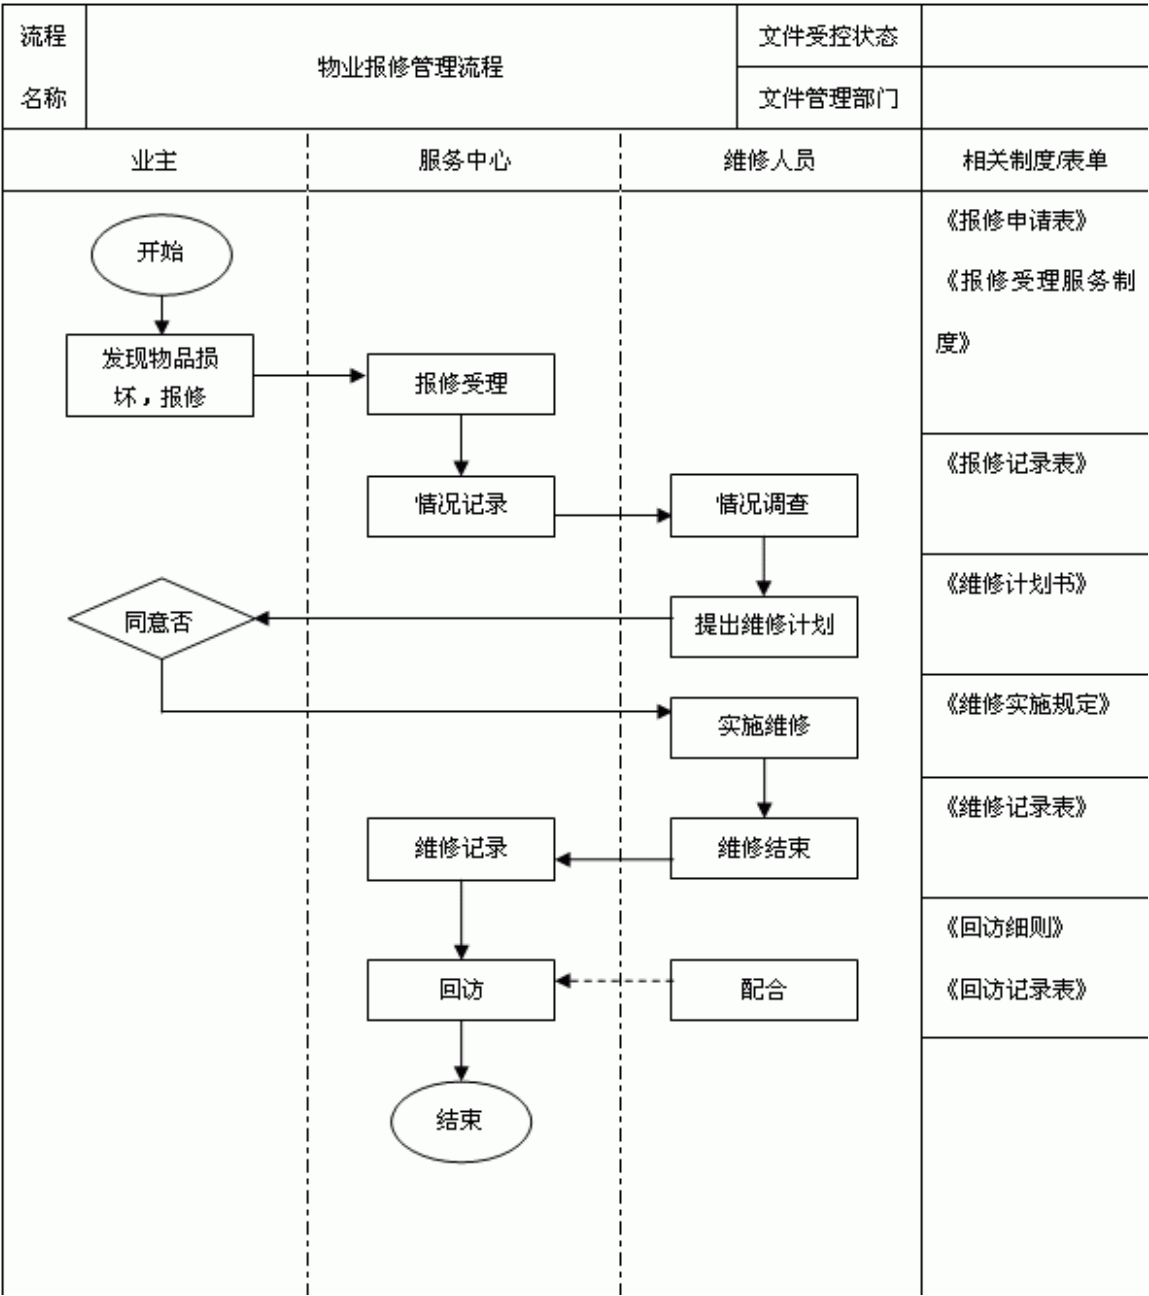 流程
名称
物业报修管理流程
文件受控状态
文件管理部门
业主
服务中心
维修人员
相关制度/表单
开始
发现物品损
坏，报修
报修受理
情况记录
情况调查
同意否
提出维修计划
实施维修
维修记录
维修结束
回访
配合
结束
《报修申请表》
《报修受理服务制
度》
《报修记录表》
《维修计划书》
《维修实施规定》
《维修记录表》
《回访细则》
《回访记录表》